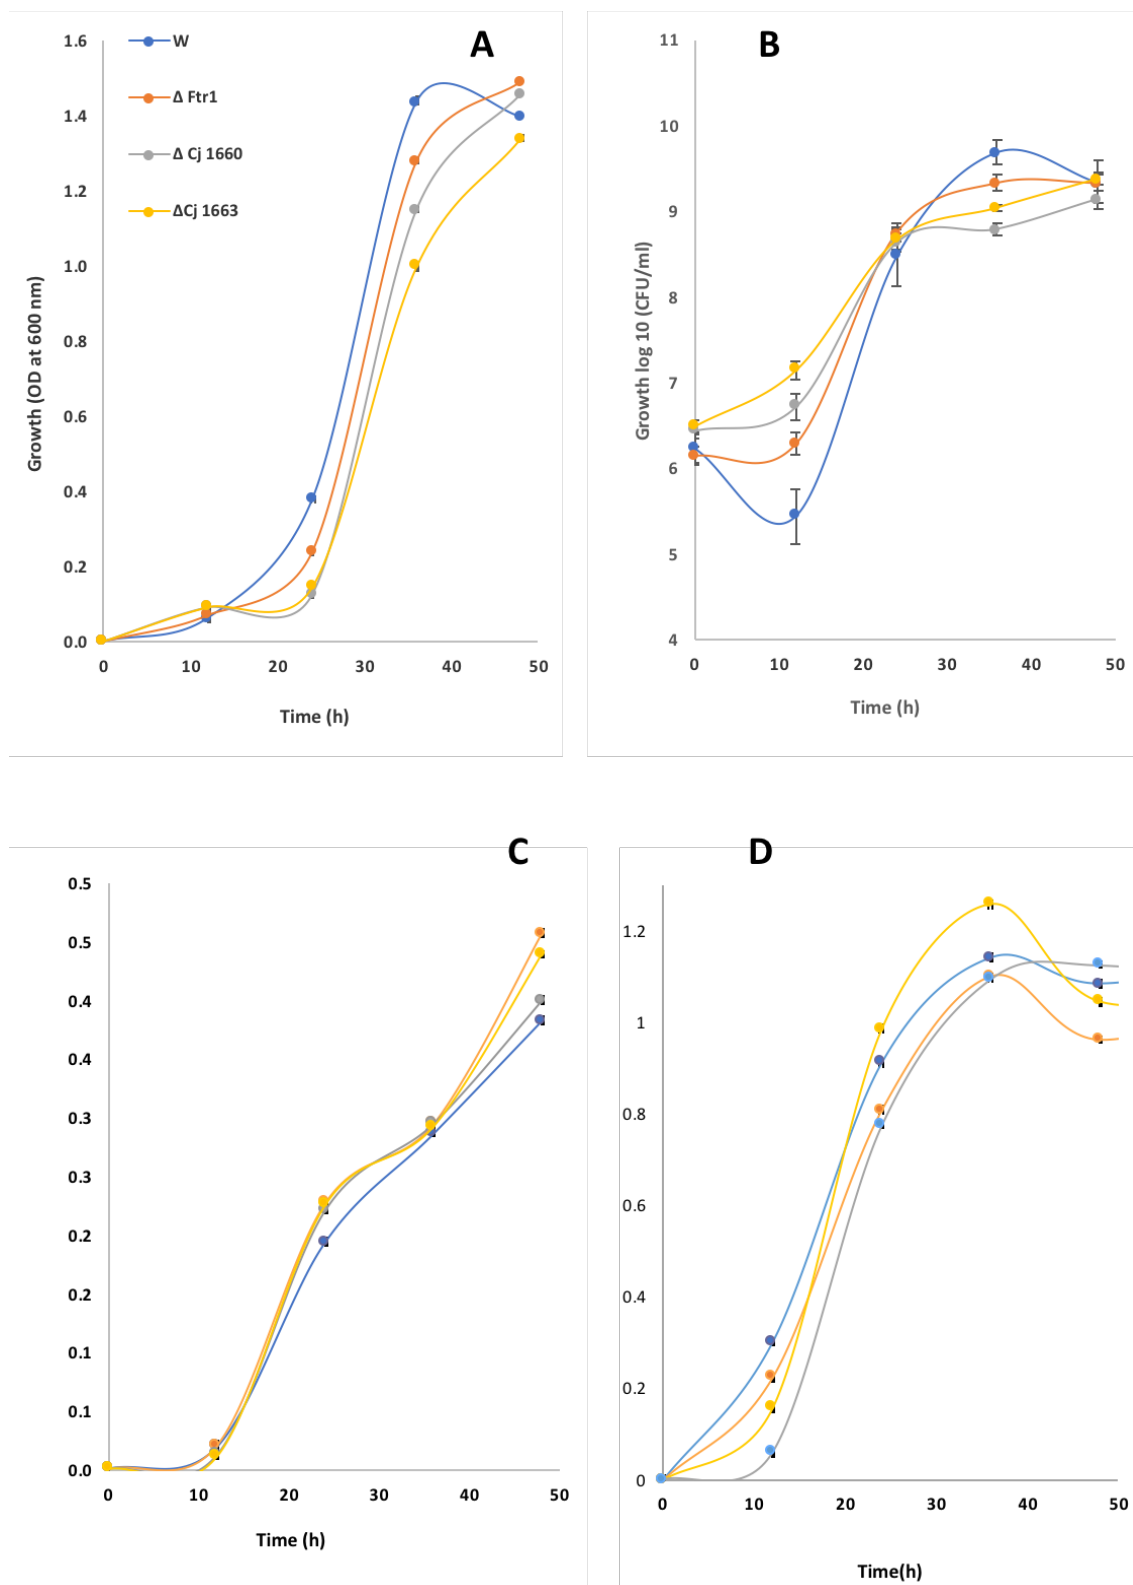 A
W
Δ Ftr1
Δ Cj 1660
ΔCj 1663
1.6
1.4
1.2
1.0
0.8
0.6
0.4
0.2
0.0
Growth (OD at 600 nm)
0 10 20 30 40 50
Time (h)
B
11
10
9
8
7
6
5
4
Growth log 10 (CFU/ml)
0 10 20 30 40 50
Time (h)
C
0.5
0.5
0.4
0.4
0.3
0.3
0.2
0.2
0.1
0.1
0.0
0 10 20 30 40 50
Time (h)
D
1.2
1
0.8
0.6
0.4
0.2
0
0 10 20 30 40 50
Time(h)